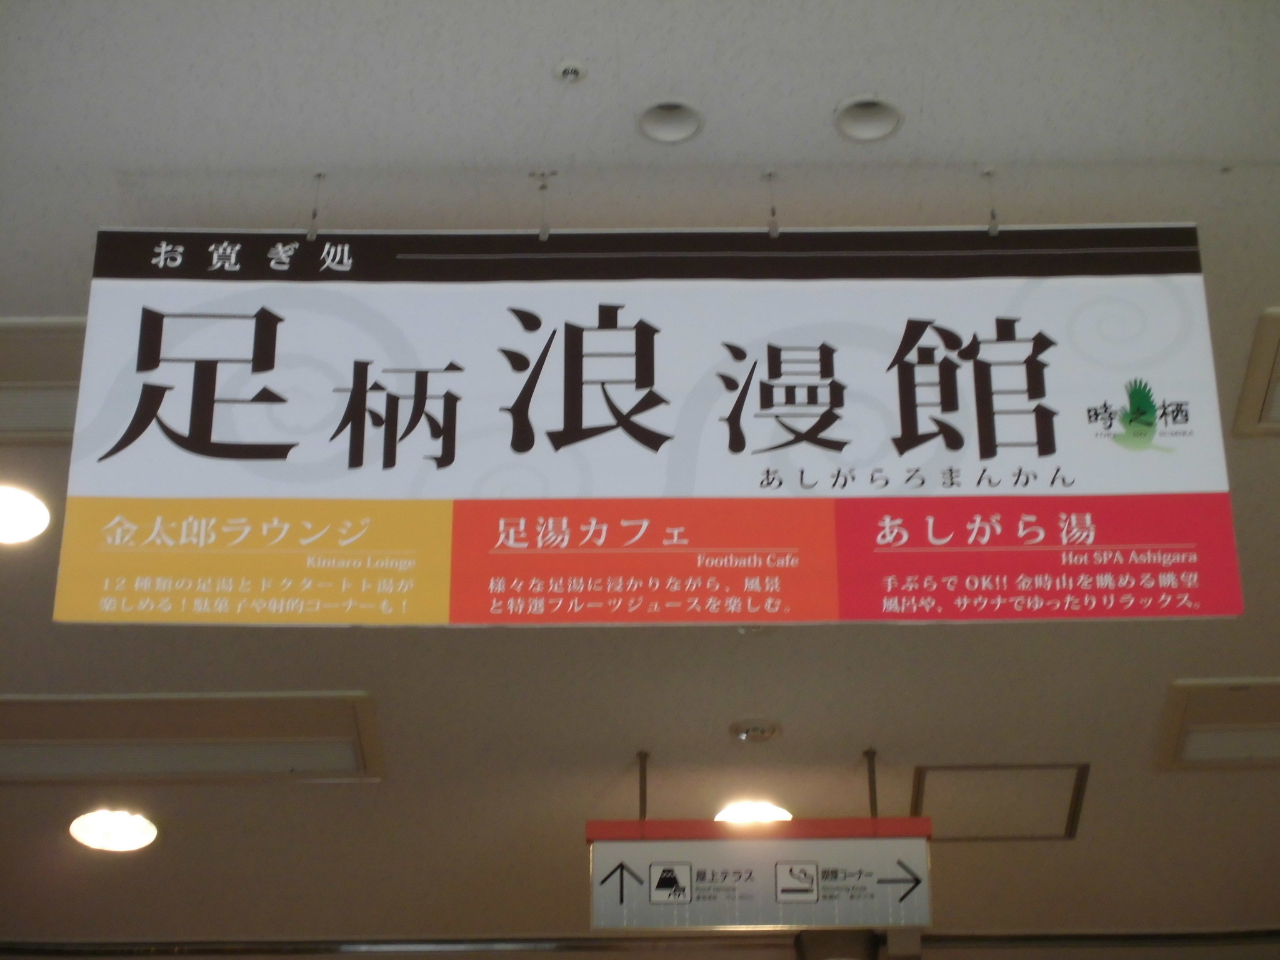 お寛ぎ処
足柄浪漫館
あしがらろまんかん
時之栖
金太郎ラウンジ
Kintaro Loinge
12種類の足湯とドクタートト湯が
楽しめる！駄菓子や射的コーナーも！
足湯カフェ
Footbath Cafe
様々な足湯に浸かりながら、風景
と特選フルーツジュースを楽しむ。
あしがら湯
Hot SPA Ashigara
手ぶらでOK!! 金時山を眺める眺望
風呂や、サウナでゆったりリラックス。
屋上テラス
喫煙コーナー